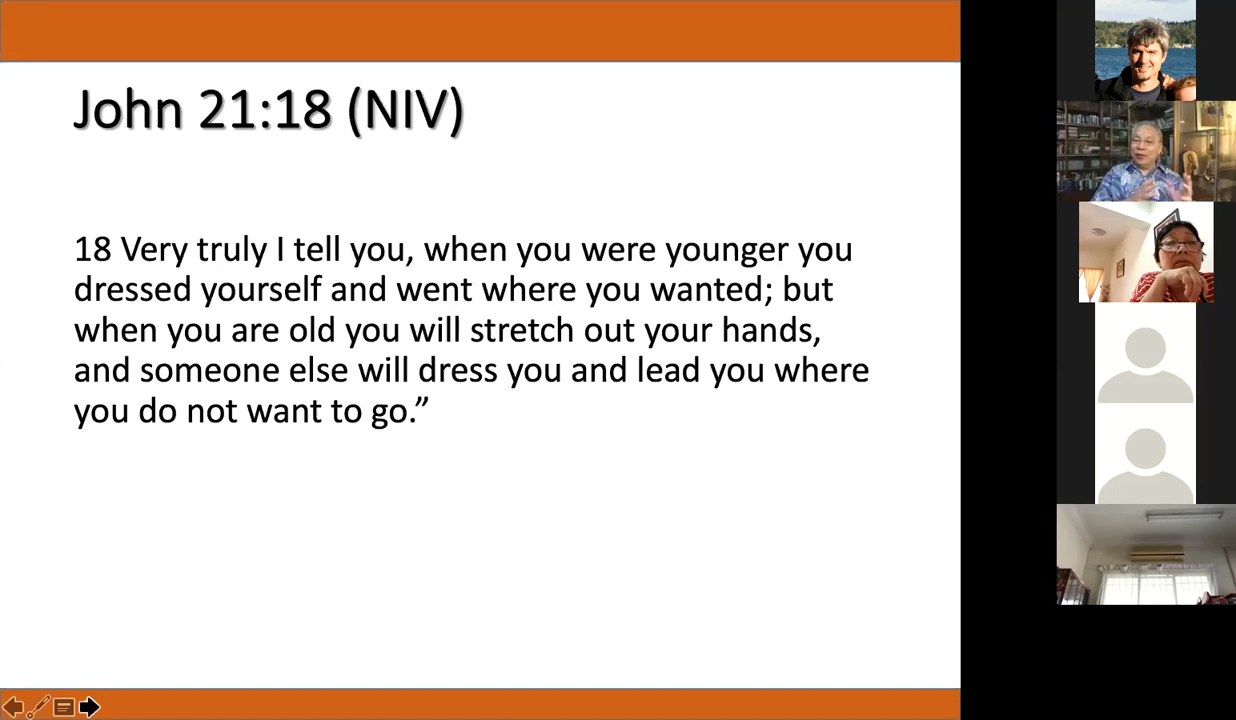 John 21:18 (NIV)
18 Very truly I tell you, when you were younger you
dressed yourself and went where you wanted; but
when you are old you will stretch out your hands,
and someone else will dress you and lead you where
you do not want to go.”